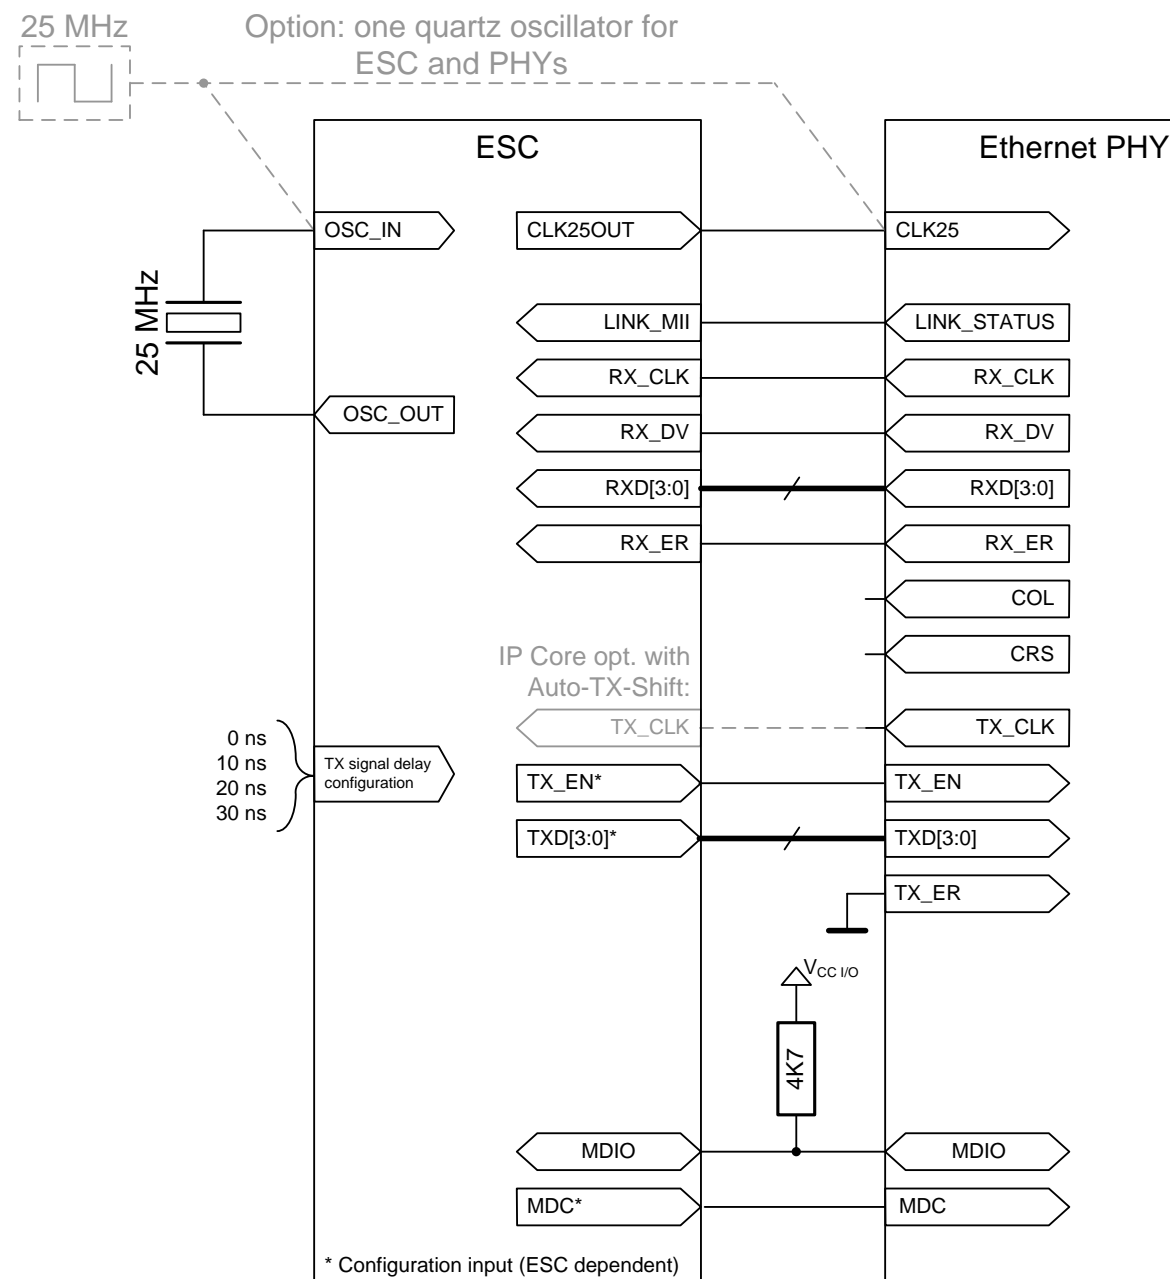 25 MHz
Option: one quartz oscillator for
ESC and PHYs
ESC
Ethernet PHY
OSC_IN
CLK25OUT
CLK25
25 MHz
LINK_MII
LINK_STATUS
RX_CLK
RX_CLK
OSC_OUT
RX_DV
RX_DV
RXD[3:0]
RXD[3:0]
RX_ER
RX_ER
COL
CRS
IP Core opt. with
Auto-TX-Shift:
TX_CLK
TX_CLK
0 ns
10 ns
20 ns
30 ns
TX signal delay
configuration
TX_EN*
TX_EN
TXD[3:0]*
TXD[3:0]
TX_ER
VCC I/O
4K7
MDIO
MDIO
MDC*
MDC
* Configuration input (ESC dependent)